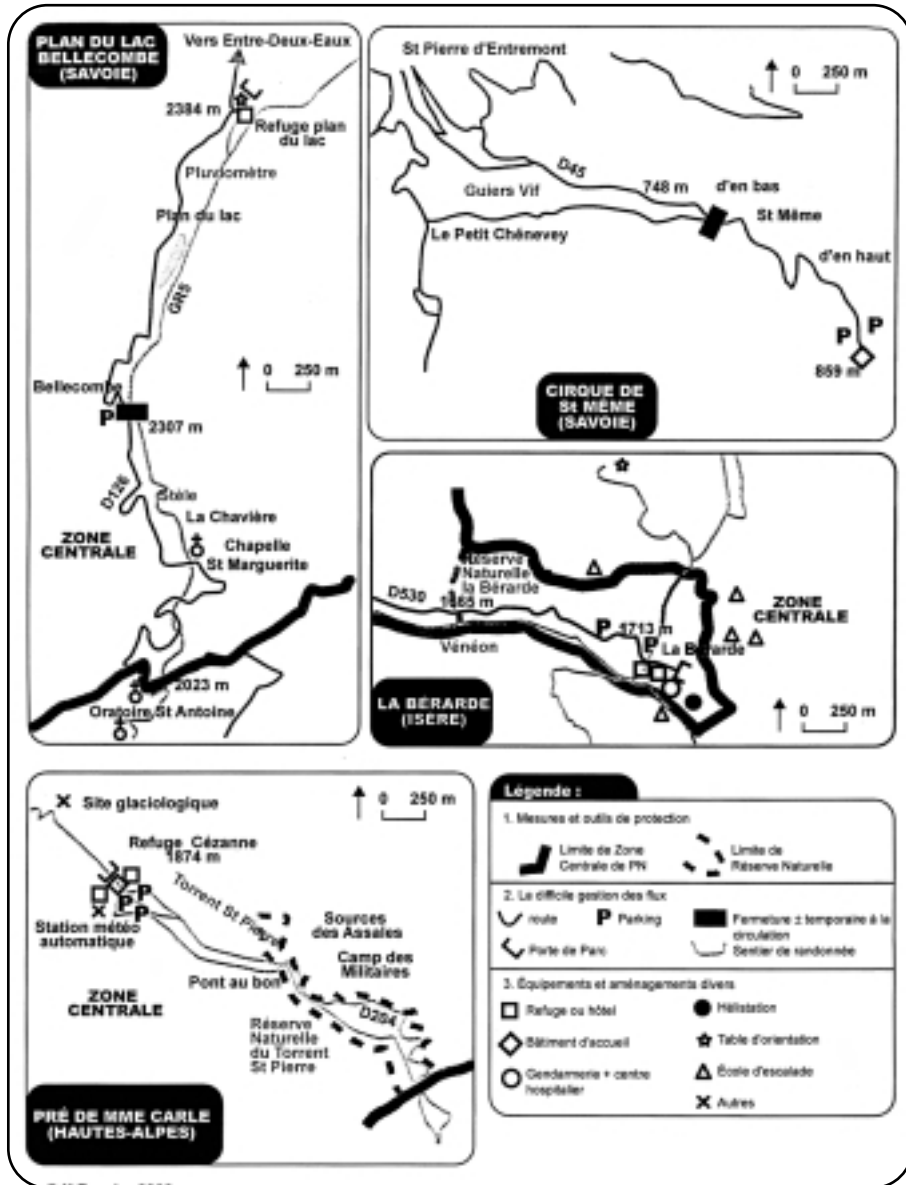 PLAN DU LAC
BELLECOMBE
(SAVOIE)
Vers Entre-Deux-Eaux
2384 m
Refuge plan
du lac
Pluviomètre
Plan du lac
GR5
0 250 m
Bellecombe
P
2307 m
D126
Stèle
La Chavière
ZONE
CENTRALE
Chapelle
St Marguerite
2023 m
Oratoire St Antoine
St Pierre d'Entremont
0 250 m
D45
Guiers Vif
748 m
d'en bas
St Même
Le Petit Chênevey
d'en haut
P P
859 m
CIRQUE DE
St MÊME
(SAVOIE)
Réserve
Naturelle
la Bérarde
D530
ZONE
CENTRALE
P
1713 m
P
La Bérarde
Vénéon
LA BÉRARDE
(ISÈRE)
0 250 m
Site glaciologique
0 250 m
Refuge Cézanne
1874 m
P
P
P
Torrent St Pierre
Station météo
automatique
Sources
des Assales
Camp des
Militaires
Pont au bon
ZONE
CENTRALE
D204
Réserve
Naturelle
du Torrent
St Pierre
PRÉ DE MME CARLE
(HAUTES-ALPES)
Légende :
1. Mesures et outils de protection
Limite de Zone
Centrale de PN
Limite de
Réserve Naturelle
2. La difficile gestion des flux
route
P Parking
Fermeture ± temporaire à la
circulation
Porte de Parc
Sentier de randonnée
3. Équipements et aménagements divers
Refuge ou hôtel
Hélistation
Bâtiment d'accueil
Table d'orientation
Gendarmerie + centre
hospitalier
École d'escalade
Autres